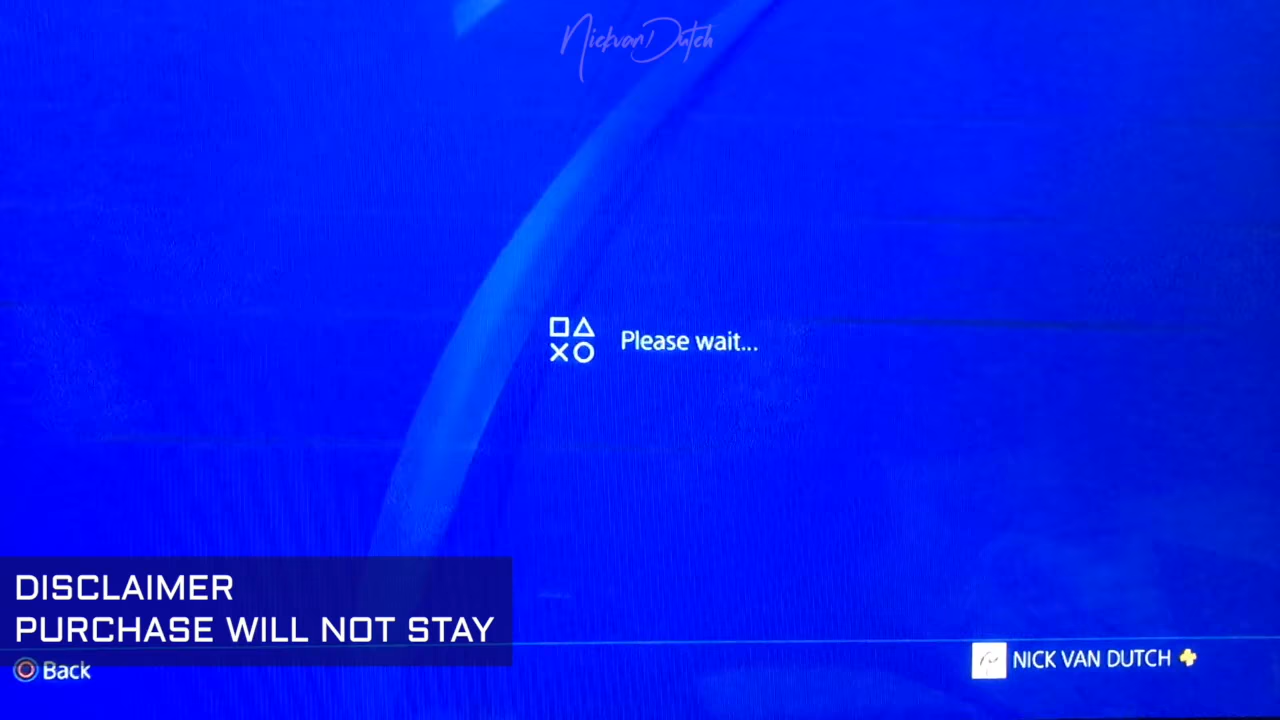 NickvanDutch
Please wait...
DISCLAIMER
PURCHASE WILL NOT STAY
Back
NICK VAN DUTCH